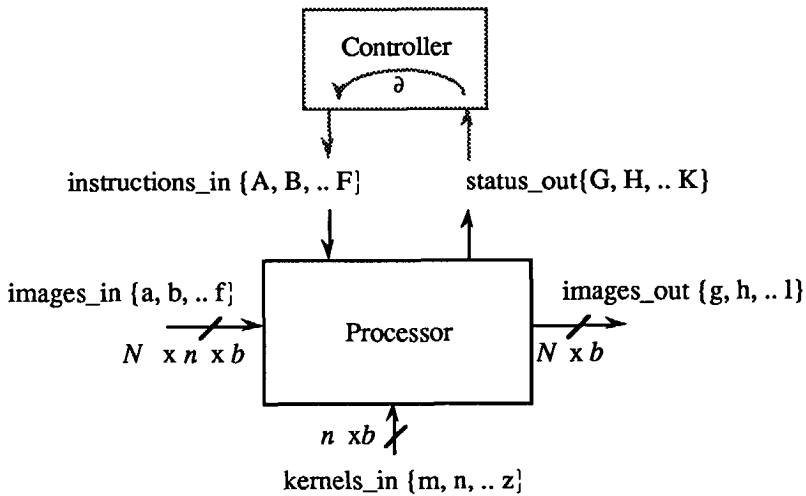 Controller
∂
instructions_in {A, B, .. F}
status_out{G, H, .. K}
images_in {a, b, .. f}
images_out {g, h, .. l}
Processor
N x n x b
N x b
n xb
kernels_in {m, n, .. z}